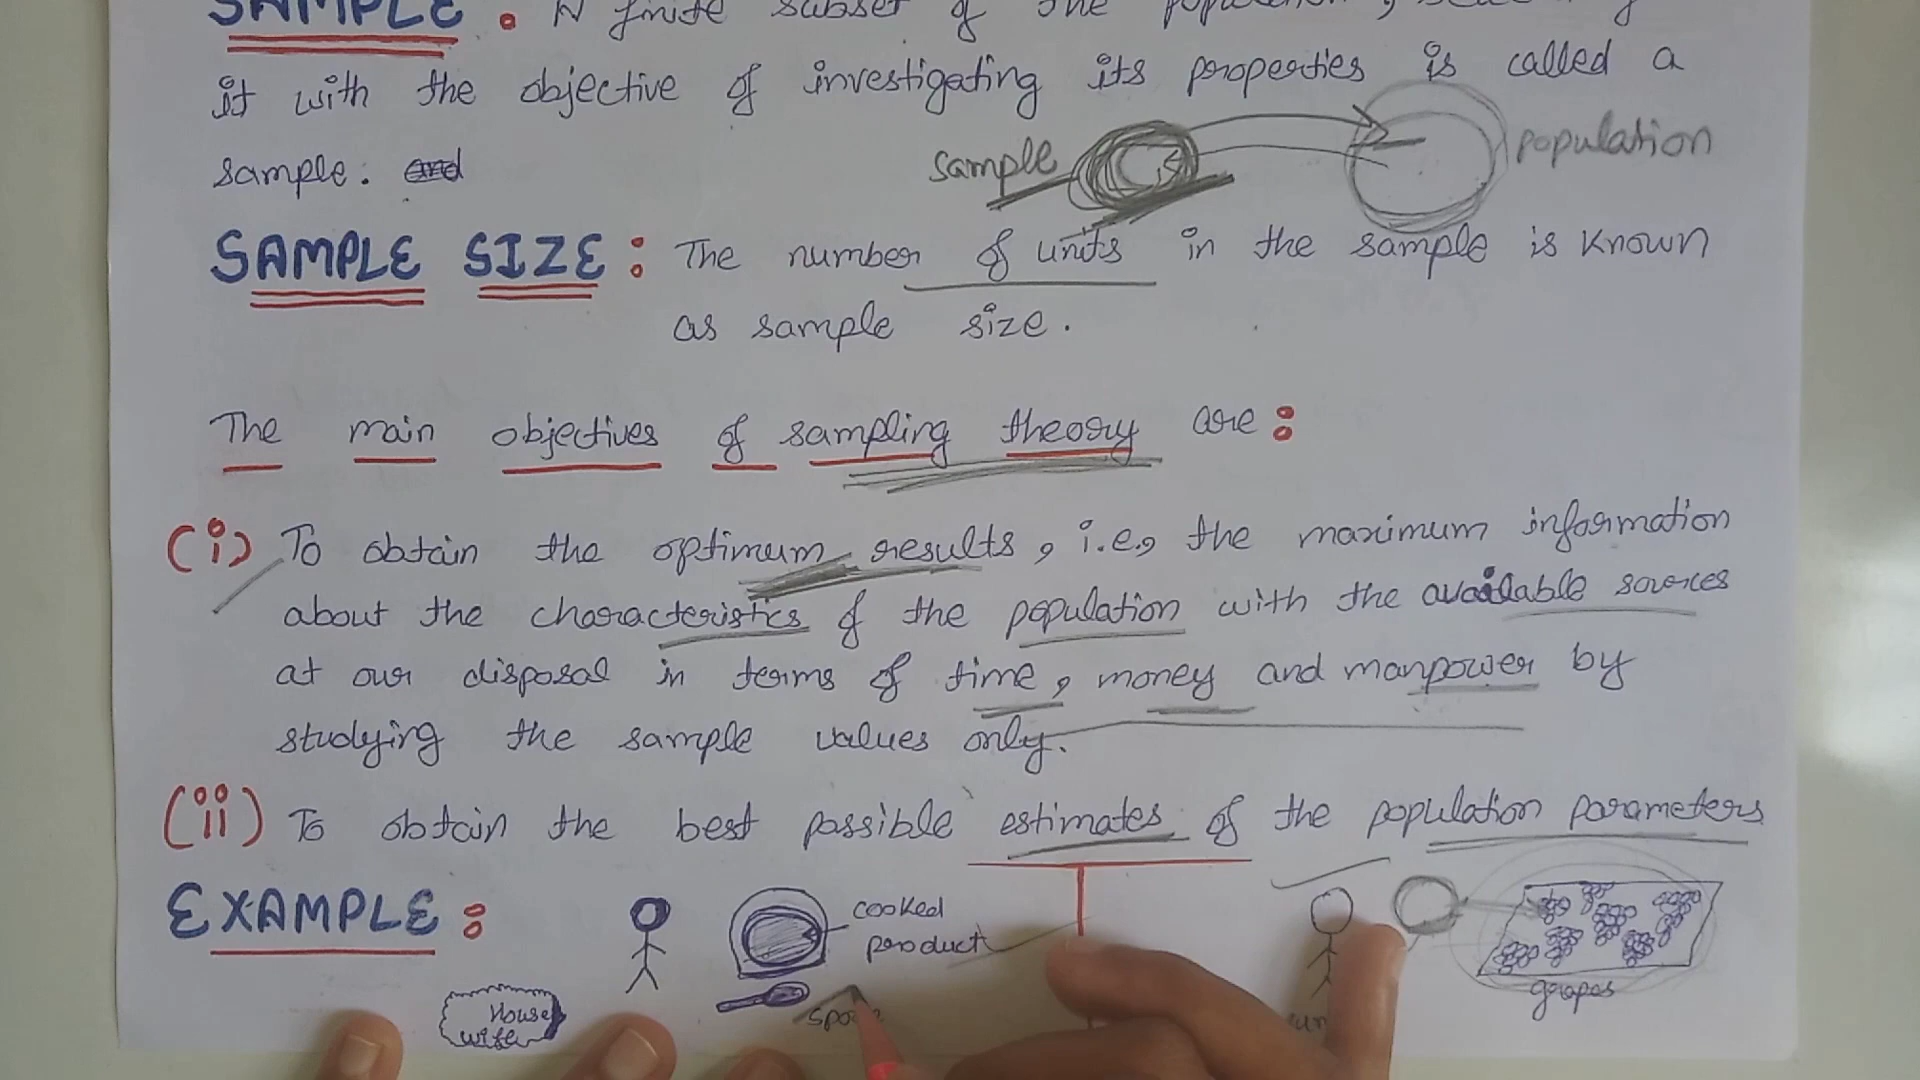 SAMPLE : A finite subset of the population,
it with the objective of investigating its properties is called a
sample. and
sample
population
SAMPLE SIZE : The number of units in the sample is known
as sample size.
The main objectives of sampling theory are :
(i) To obtain the optimum results, i.e., the maximum information
about the characteristics of the population with the available sources
at our disposal in terms of time, money and manpower by
studying the sample values only.
(ii) To obtain the best possible estimates of the population parameters
EXAMPLE :
cooked
product
grapes
House
wife